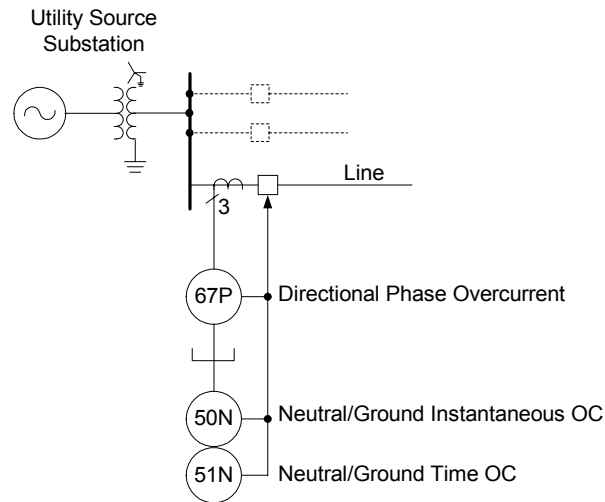 Utility Source
Substation
Line
3
67P
Directional Phase Overcurrent
50N
Neutral/Ground Instantaneous OC
51N
Neutral/Ground Time OC